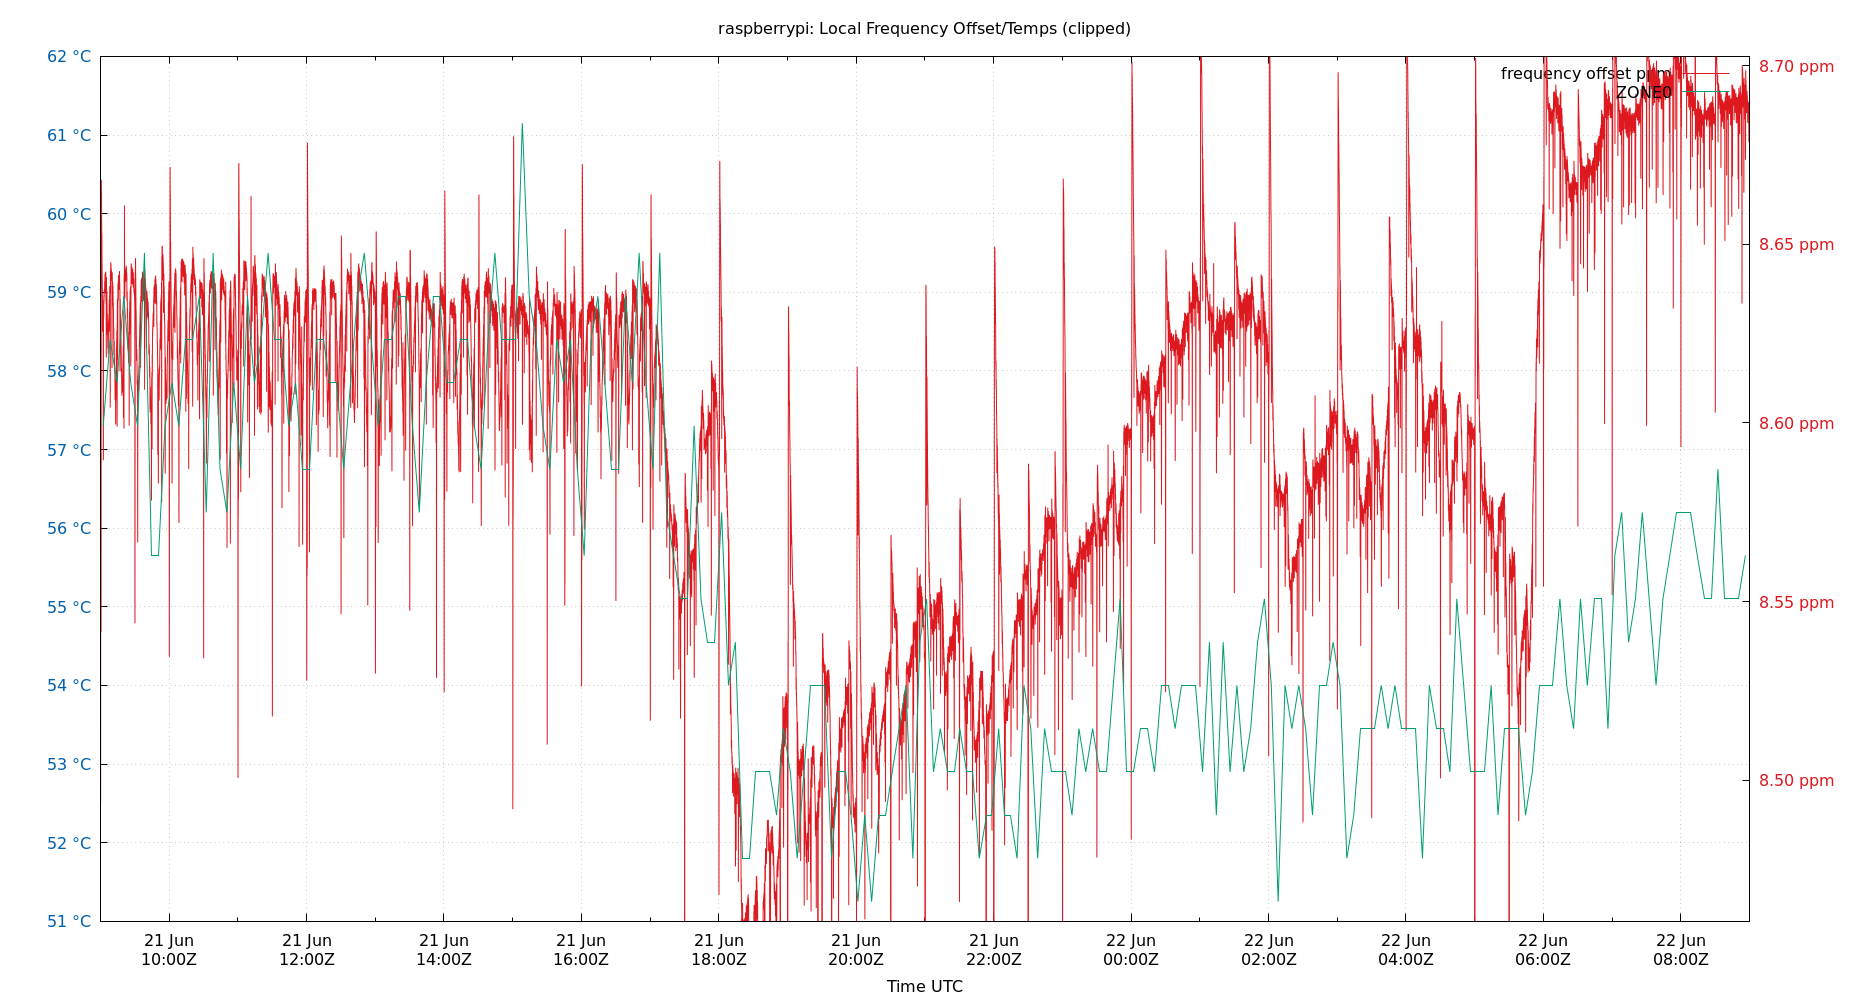 raspberrypi: Local Frequency Offset/Temps (clipped)
62 °C
61 °C
60 °C
59 °C
58 °C
57 °C
56 °C
55 °C
54 °C
53 °C
52 °C
51 °C
frequency offset ppm
ZONE0
8.70 ppm
8.65 ppm
8.60 ppm
8.55 ppm
8.50 ppm
21 Jun 21 Jun 21 Jun 21 Jun 21 Jun 21 Jun 21 Jun 22 Jun 22 Jun 22 Jun 22 Jun 22 Jun
10:00Z 12:00Z 14:00Z 16:00Z 18:00Z 20:00Z 22:00Z 00:00Z 02:00Z 04:00Z 06:00Z 08:00Z
Time UTC